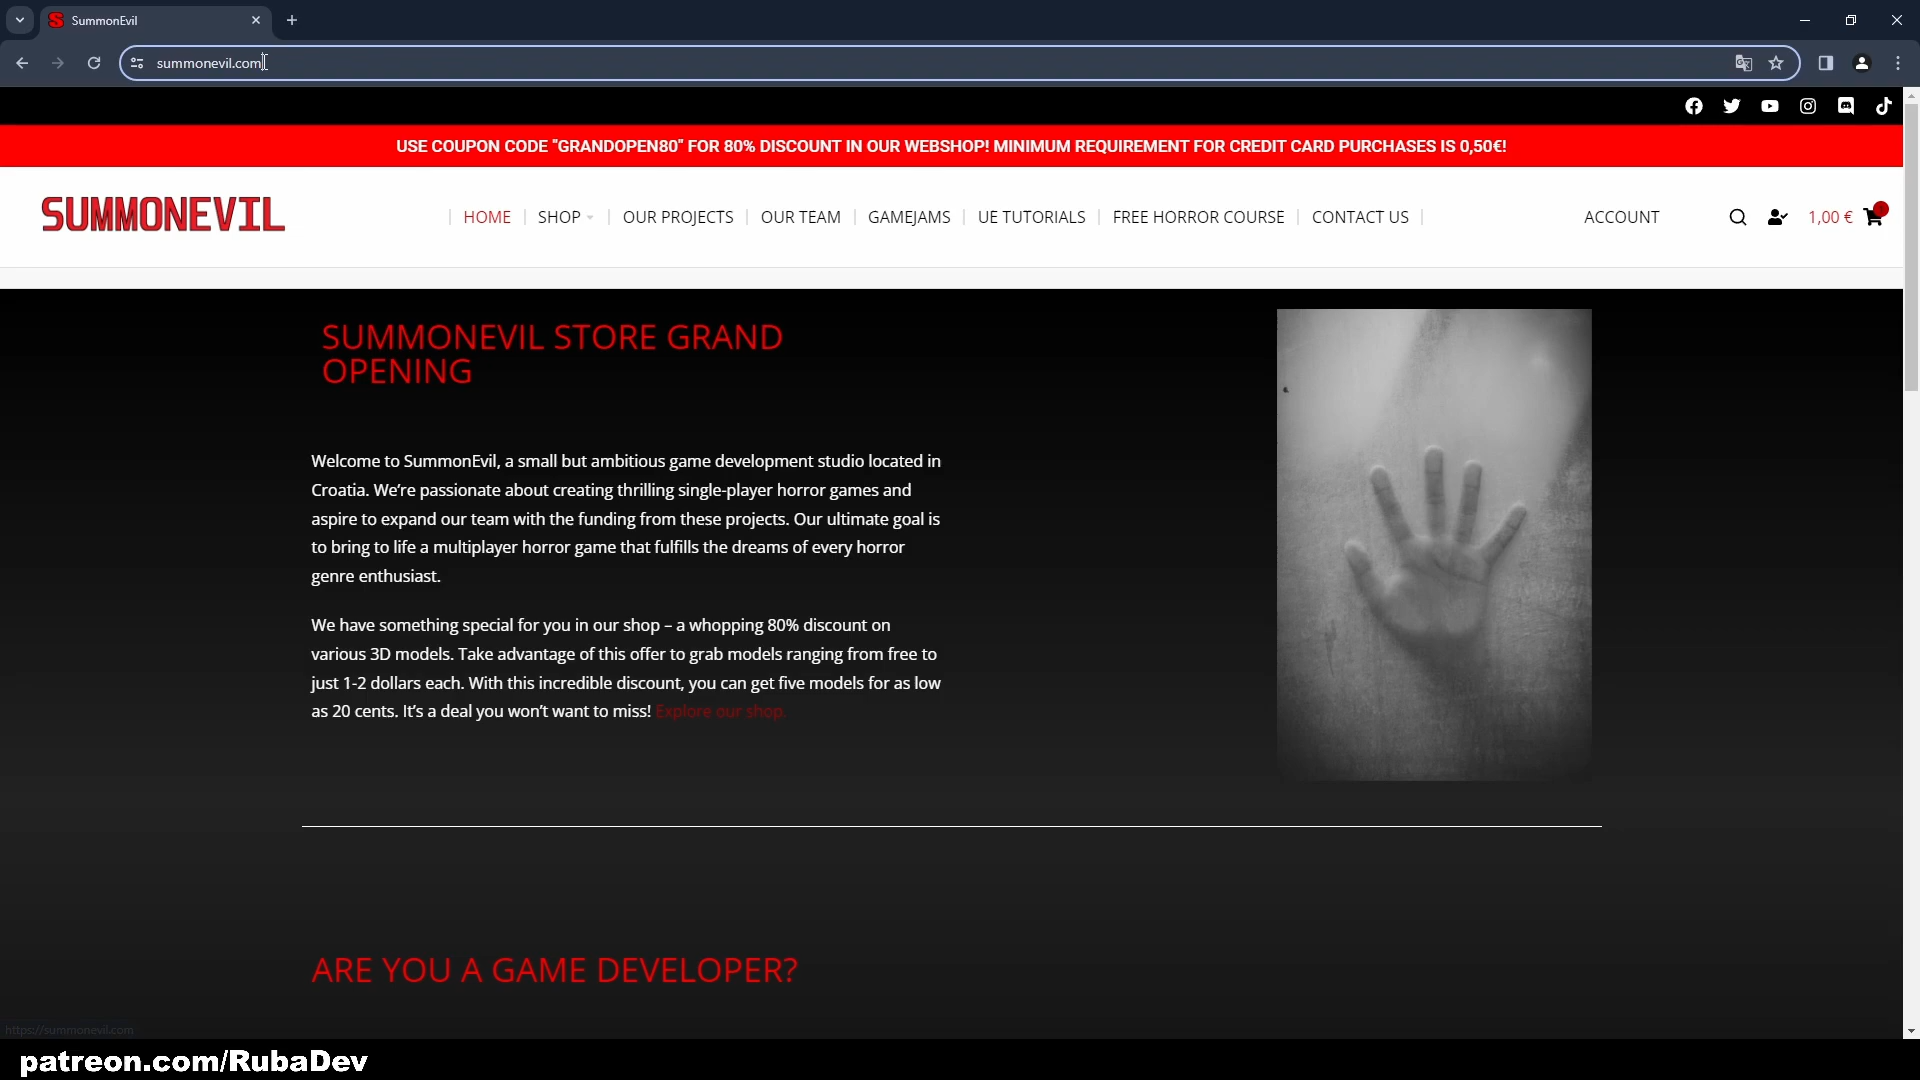 SummonEvil
summonevil.com
USE COUPON CODE "GRANDOPEN80" FOR 80% DISCOUNT IN OUR WEBSHOP! MINIMUM REQUIREMENT FOR CREDIT CARD PURCHASES IS 0,50€!
SUMMONEVIL
HOME SHOP OUR PROJECTS OUR TEAM GAMEJAMS UE TUTORIALS FREE HORROR COURSE CONTACT US ACCOUNT 1,00 €
SUMMONEVIL STORE GRAND
OPENING
Welcome to SummonEvil, a small but ambitious game development studio located in
Croatia. We're passionate about creating thrilling single-player horror games and
aspire to expand our team with the funding from these projects. Our ultimate goal is
to bring to life a multiplayer horror game that fulfills the dreams of every horror
genre enthusiast.
We have something special for you in our shop – a whopping 80% discount on
various 3D models. Take advantage of this offer to grab models ranging from free to
just 1-2 dollars each. With this incredible discount, you can get five models for as low
as 20 cents. It's a deal you won't want to miss! Explore our shop.
ARE YOU A GAME DEVELOPER?
https://summonevil.com
patreon.com/RubaDev